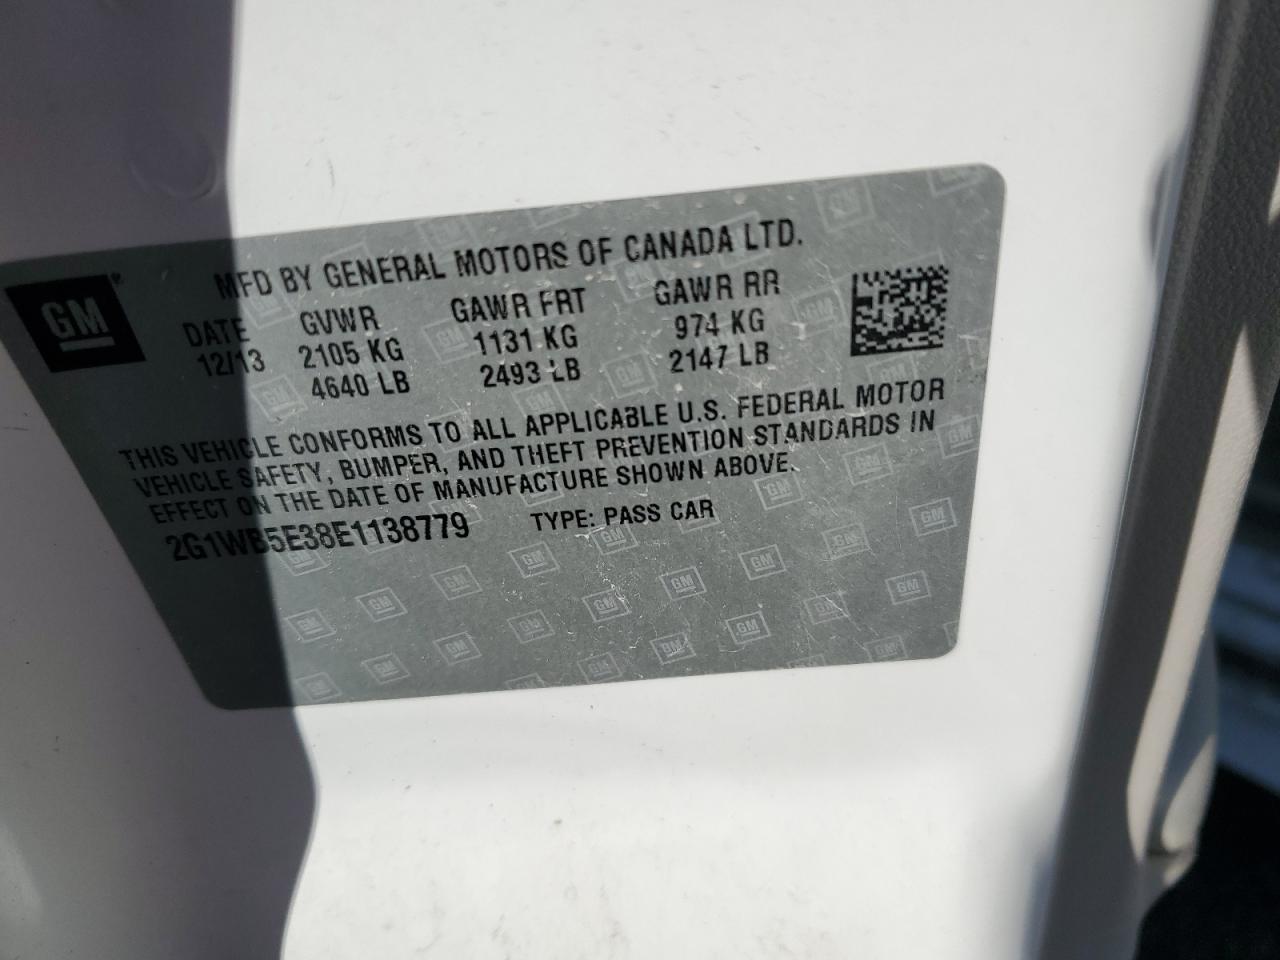 GM
MFD BY GENERAL MOTORS OF CANADA LTD.
DATE GVWR GAWR FRT GAWR RR
12/13 2105 KG 1131 KG 974 KG
4640 LB 2493 LB 2147 LB
THIS VEHICLE CONFORMS TO ALL APPLICABLE U.S. FEDERAL MOTOR
VEHICLE SAFETY, BUMPER, AND THEFT PREVENTION STANDARDS IN
EFFECT ON THE DATE OF MANUFACTURE SHOWN ABOVE.
2G1WB5E38E1138779 TYPE: PASS CAR